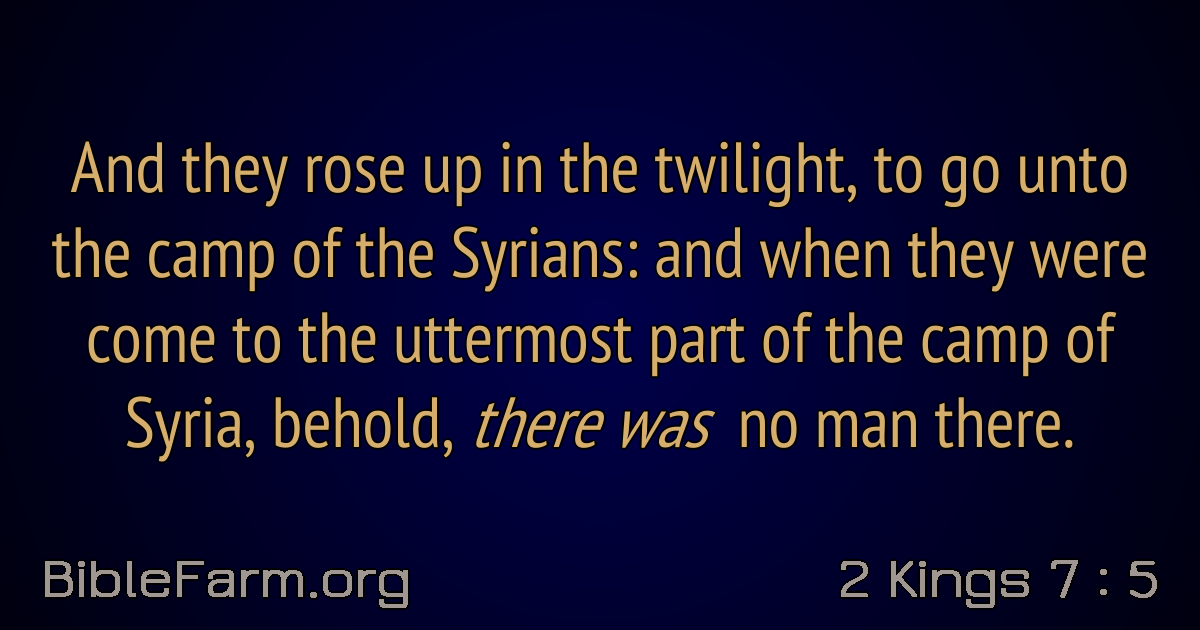 And they rose up in the twilight, to go unto
the camp of the Syrians: and when they were
come to the uttermost part of the camp of
Syria, behold, there was no man there.
BibleFarm.org
2 Kings 7 : 5